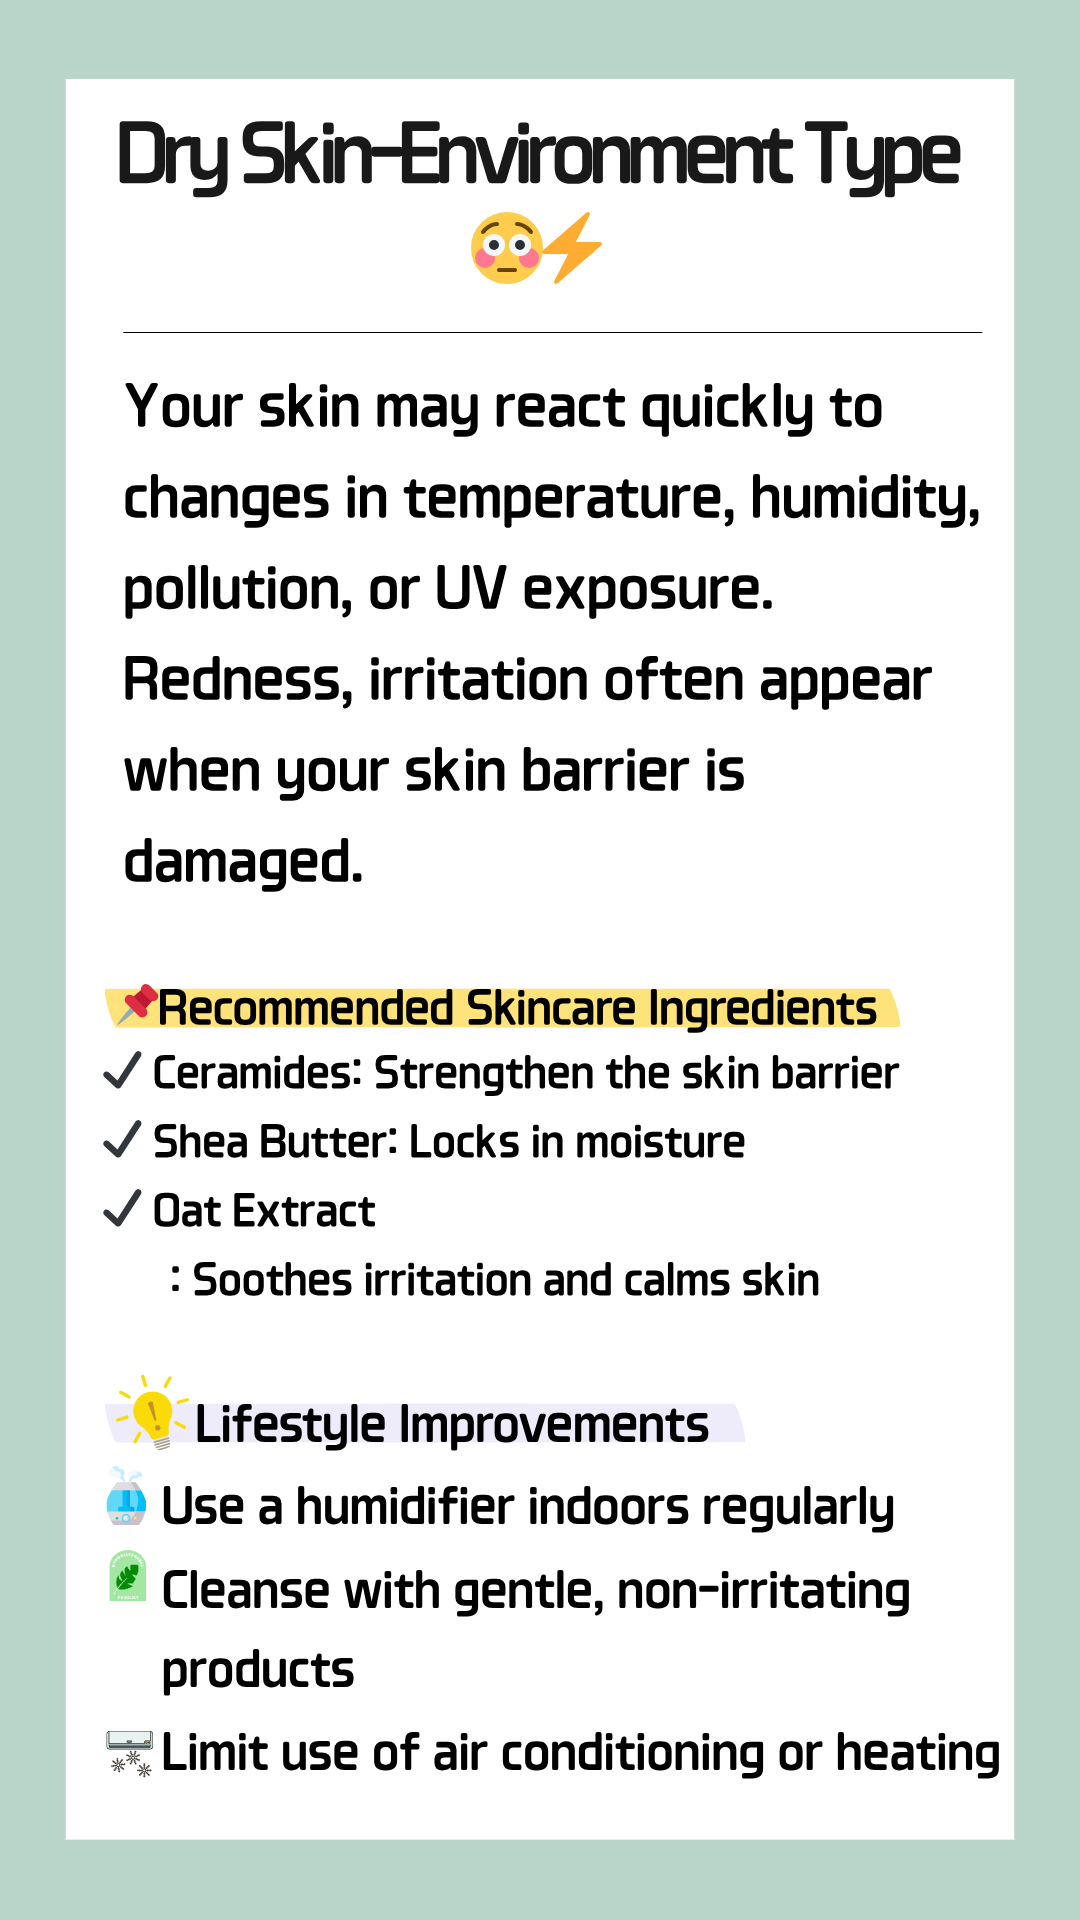 Dry Skin-Environment Type
😳⚡
Your skin may react quickly to
changes in temperature, humidity,
pollution, or UV exposure.
Redness, irritation often appear
when your skin barrier is
damaged.
📌Recommended Skincare Ingredients
✓ Ceramides: Strengthen the skin barrier
✓ Shea Butter: Locks in moisture
✓ Oat Extract
: Soothes irritation and calms skin
Lifestyle Improvements
Use a humidifier indoors regularly
Cleanse with gentle, non-irritating
products
Limit use of air conditioning or heating